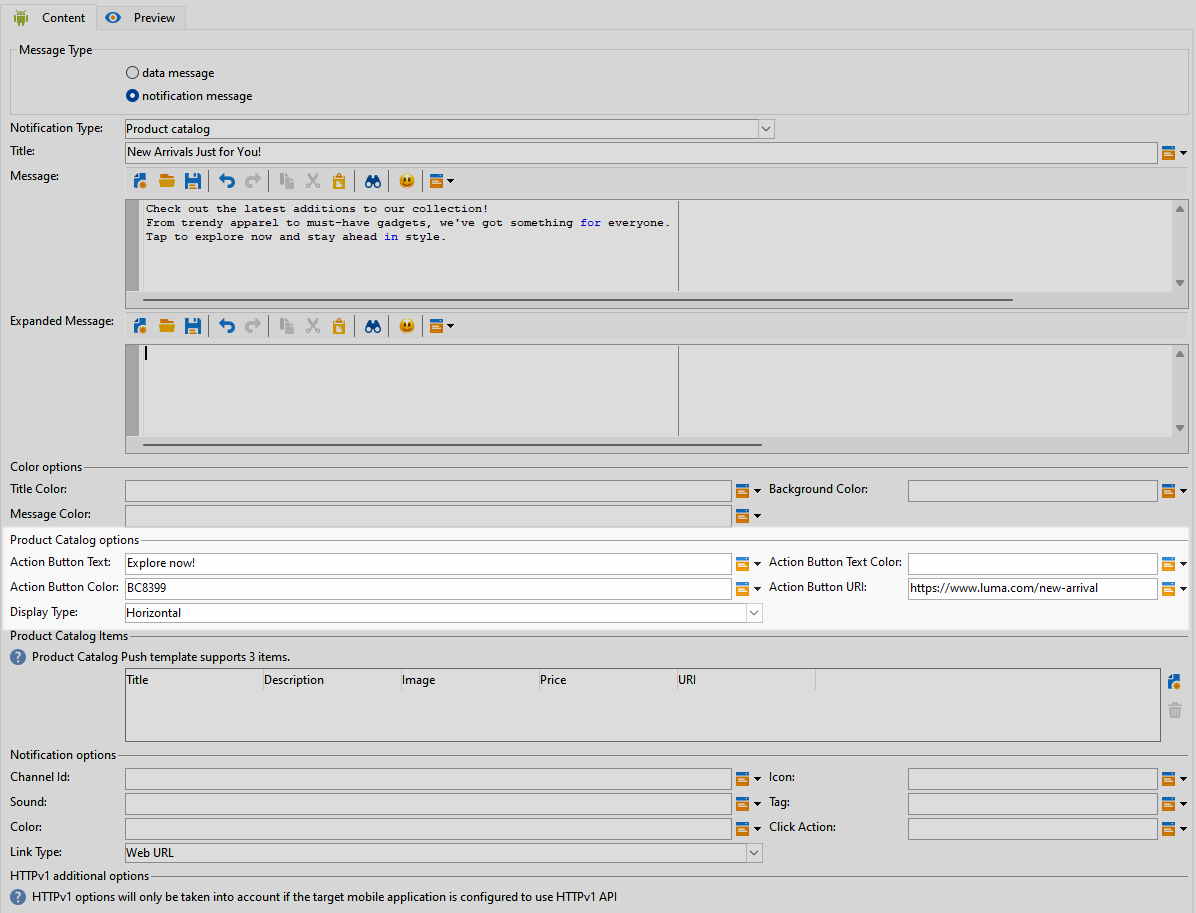 Content Preview
Message Type
data message
notification message
Notification Type: Product catalog
Title: New Arrivals Just for You!
Message:
Check out the latest additions to our collection!
From trendy apparel to must-have gadgets, we've got something for everyone.
Tap to explore now and stay ahead in style.
Expanded Message:
Color options
Title Color: Background Color:
Message Color:
Product Catalog options
Action Button Text: Explore now! Action Button Text Color:
Action Button Color: BC8399 Action Button URI: https://www.luma.com/new-arrival
Display Type: Horizontal
Product Catalog Items
? Product Catalog Push template supports 3 items.
Title Description Image Price URI
Notification options
Channel Id: Icon:
Sound: Tag:
Color: Click Action:
Link Type: Web URL
HTTPv1 additional options
? HTTPv1 options will only be taken into account if the target mobile application is configured to use HTTPv1 API